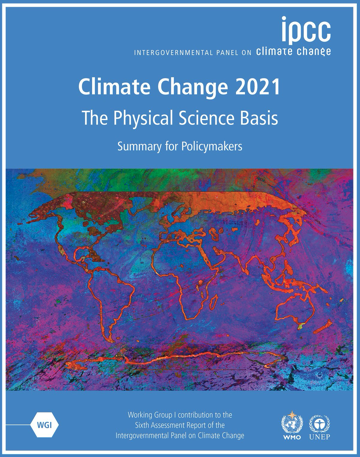 ipcc
INTERGOVERNMENTAL PANEL ON climate change
Climate Change 2021
The Physical Science Basis
Summary for Policymakers
WGI
Working Group I contribution to the
Sixth Assessment Report of the
Intergovernmental Panel on Climate Change
WMO UNEP